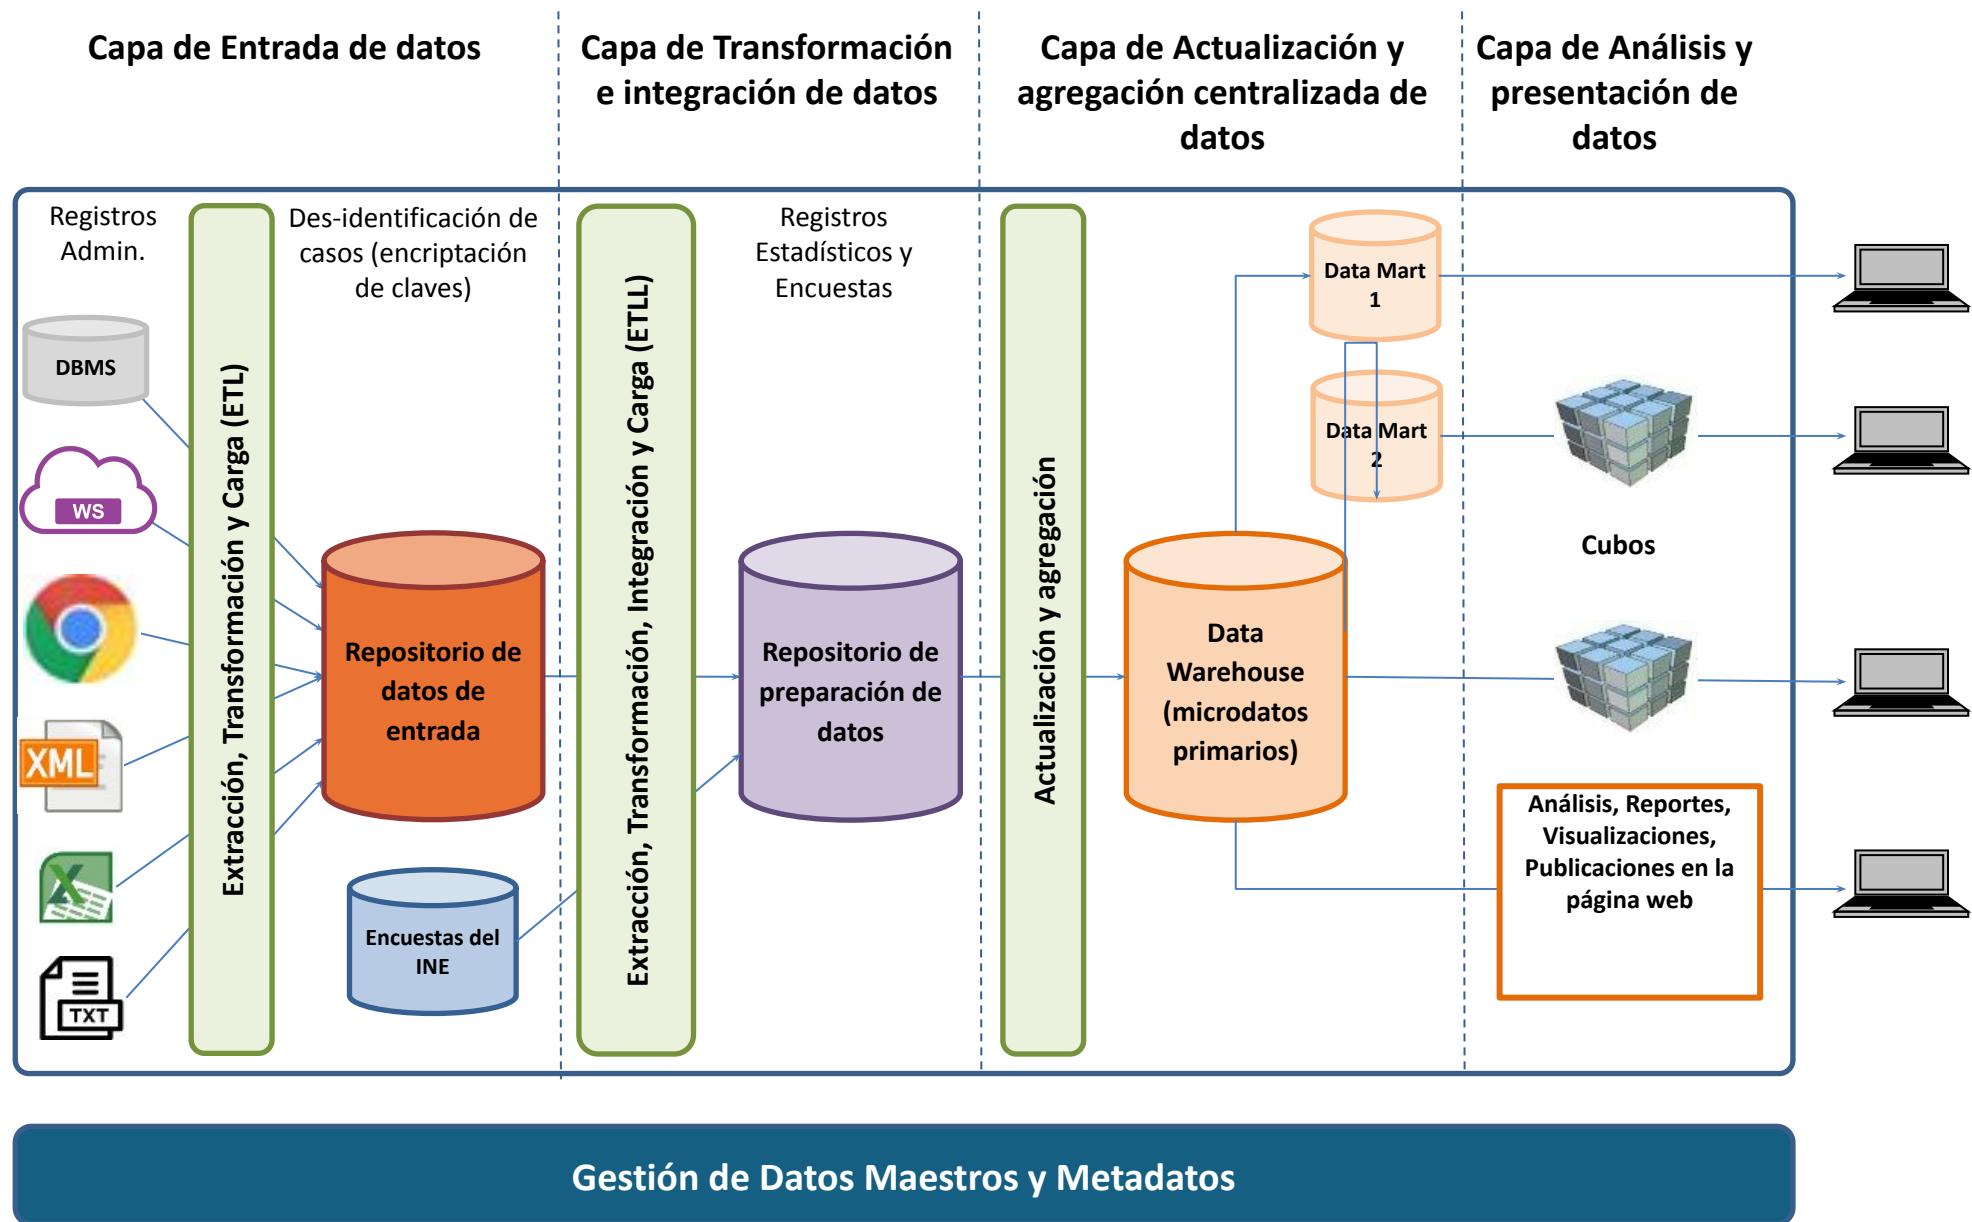 Capa de Entrada de datos
Capa de Transformación
e integración de datos
Capa de Actualización y
agregación centralizada de
datos
Capa de Análisis y
presentación de
datos
Registros
Admin.
DBMS
WS
XML
TXT
Extracción, Transformación y Carga (ETL)
Des-identificación de
casos (encriptación
de claves)
Repositorio de
datos de
entrada
Encuestas del
INE
Extracción, Transformación, Integración y Carga (ETLL)
Registros
Estadísticos y
Encuestas
Repositorio de
preparación de
datos
Actualización y agregación
Data Mart
1
Data Mart
2
Data
Warehouse
(microdatos
primarios)
Cubos
Análisis, Reportes,
Visualizaciones,
Publicaciones en la
página web
Gestión de Datos Maestros y Metadatos